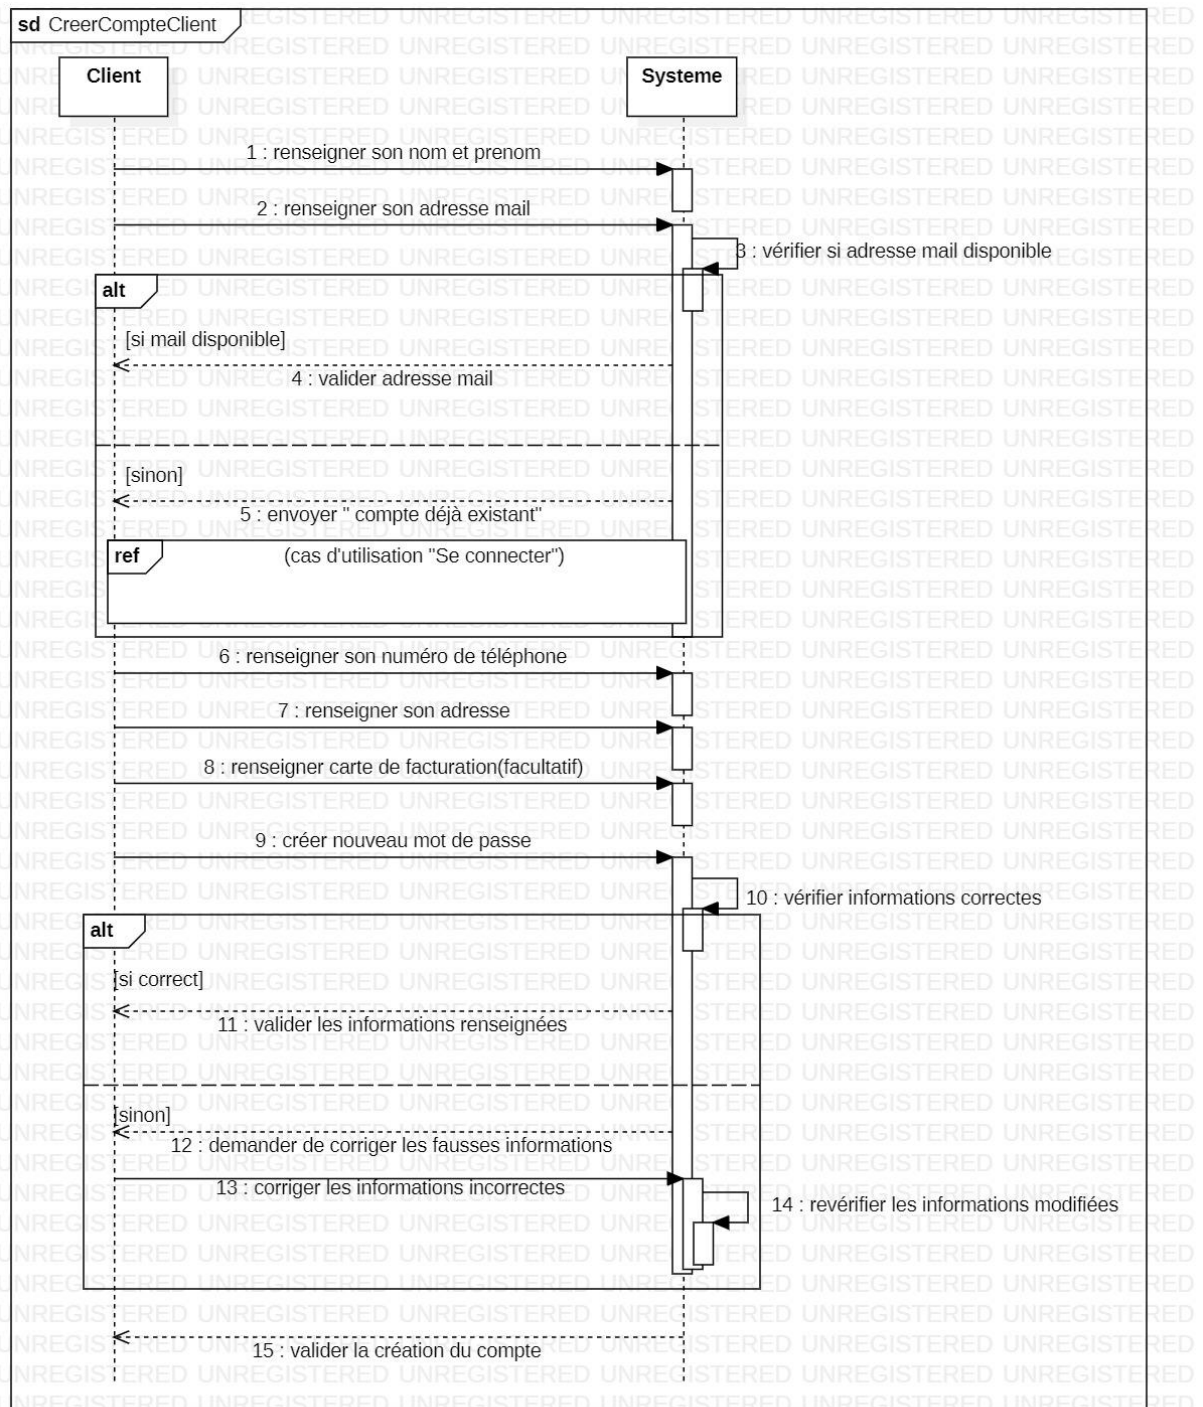 sd CreerCompteClient
Client
Systeme
1 : renseigner son nom et prenom
2 : renseigner son adresse mail
3 : vérifier si adresse mail disponible
alt
[si mail disponible]
4 : valider adresse mail
[sinon]
5 : envoyer " compte déjà existant"
ref
(cas d'utilisation "Se connecter")
6 : renseigner son numéro de téléphone
7 : renseigner son adresse
8 : renseigner carte de facturation(facultatif)
9 : créer nouveau mot de passe
10 : vérifier informations correctes
alt
[si correct]
11 : valider les informations renseignées
[sinon]
12 : demander de corriger les fausses informations
13 : corriger les informations incorrectes
14 : revérifier les informations modifiées
15 : valider la création du compte
UNREGISTERED